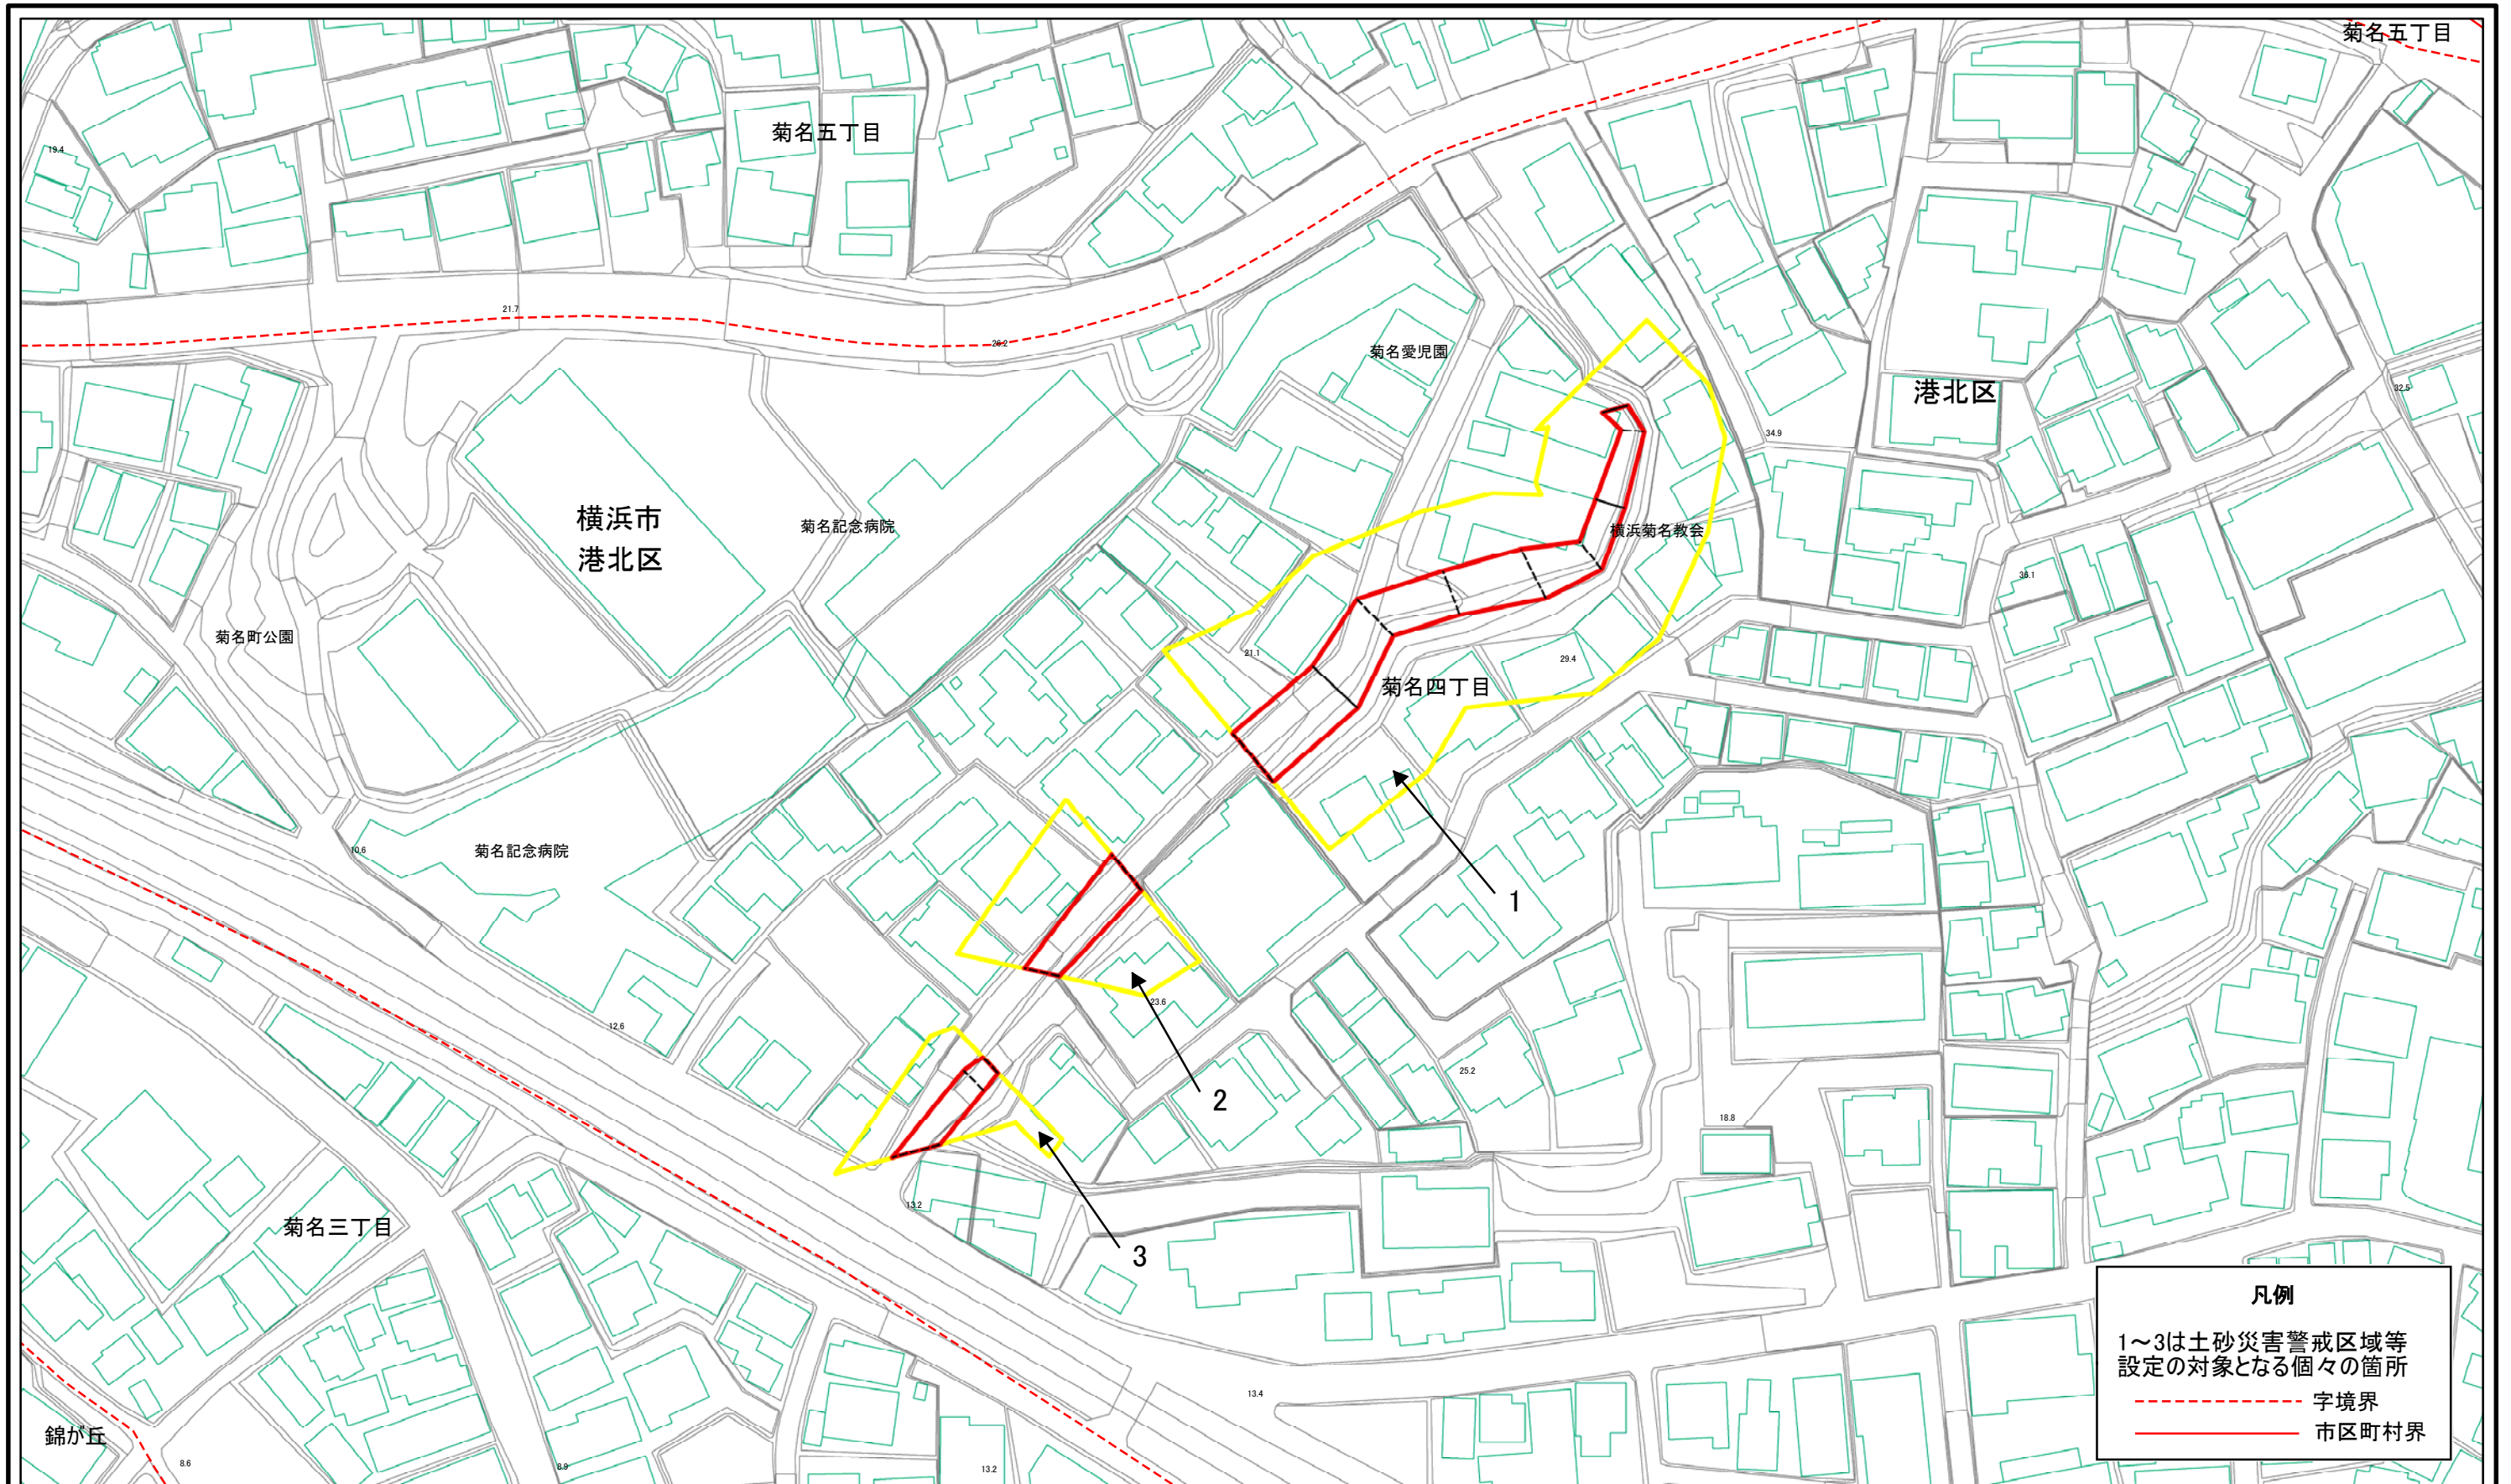 菊名五丁目
菊名五丁目
19.4
21.7
26.2
菊名愛児園
港北区
32.5
34.9
横浜市
港北区
菊名記念病院
横浜菊名教会
36.1
菊名町公園
21.1
29.4
菊名四丁目
10.6
菊名記念病院
1
23.6
12.6
25.2
2
18.8
13.2
菊名三丁目
3
凡例
1～3は土砂災害警戒区域等
設定の対象となる個々の箇所
字境界
市区町村界
13.4
錦が丘
8.6
8.9
13.2